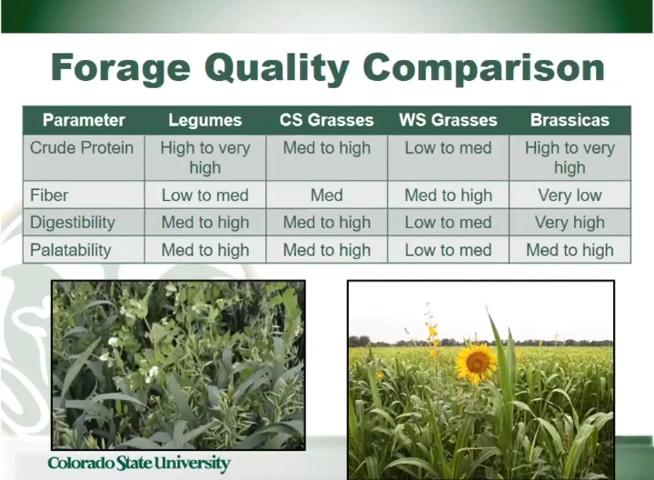 Forage Quality Comparison
Parameter Legumes CS Grasses WS Grasses Brassicas
Crude Protein High to very high Med to high Low to med High to very high
Fiber Low to med Med Med to high Very low
Digestibility Med to high Med to high Low to med Very high
Palatability Med to high Med to high Low to med Med to high
Colorado State University